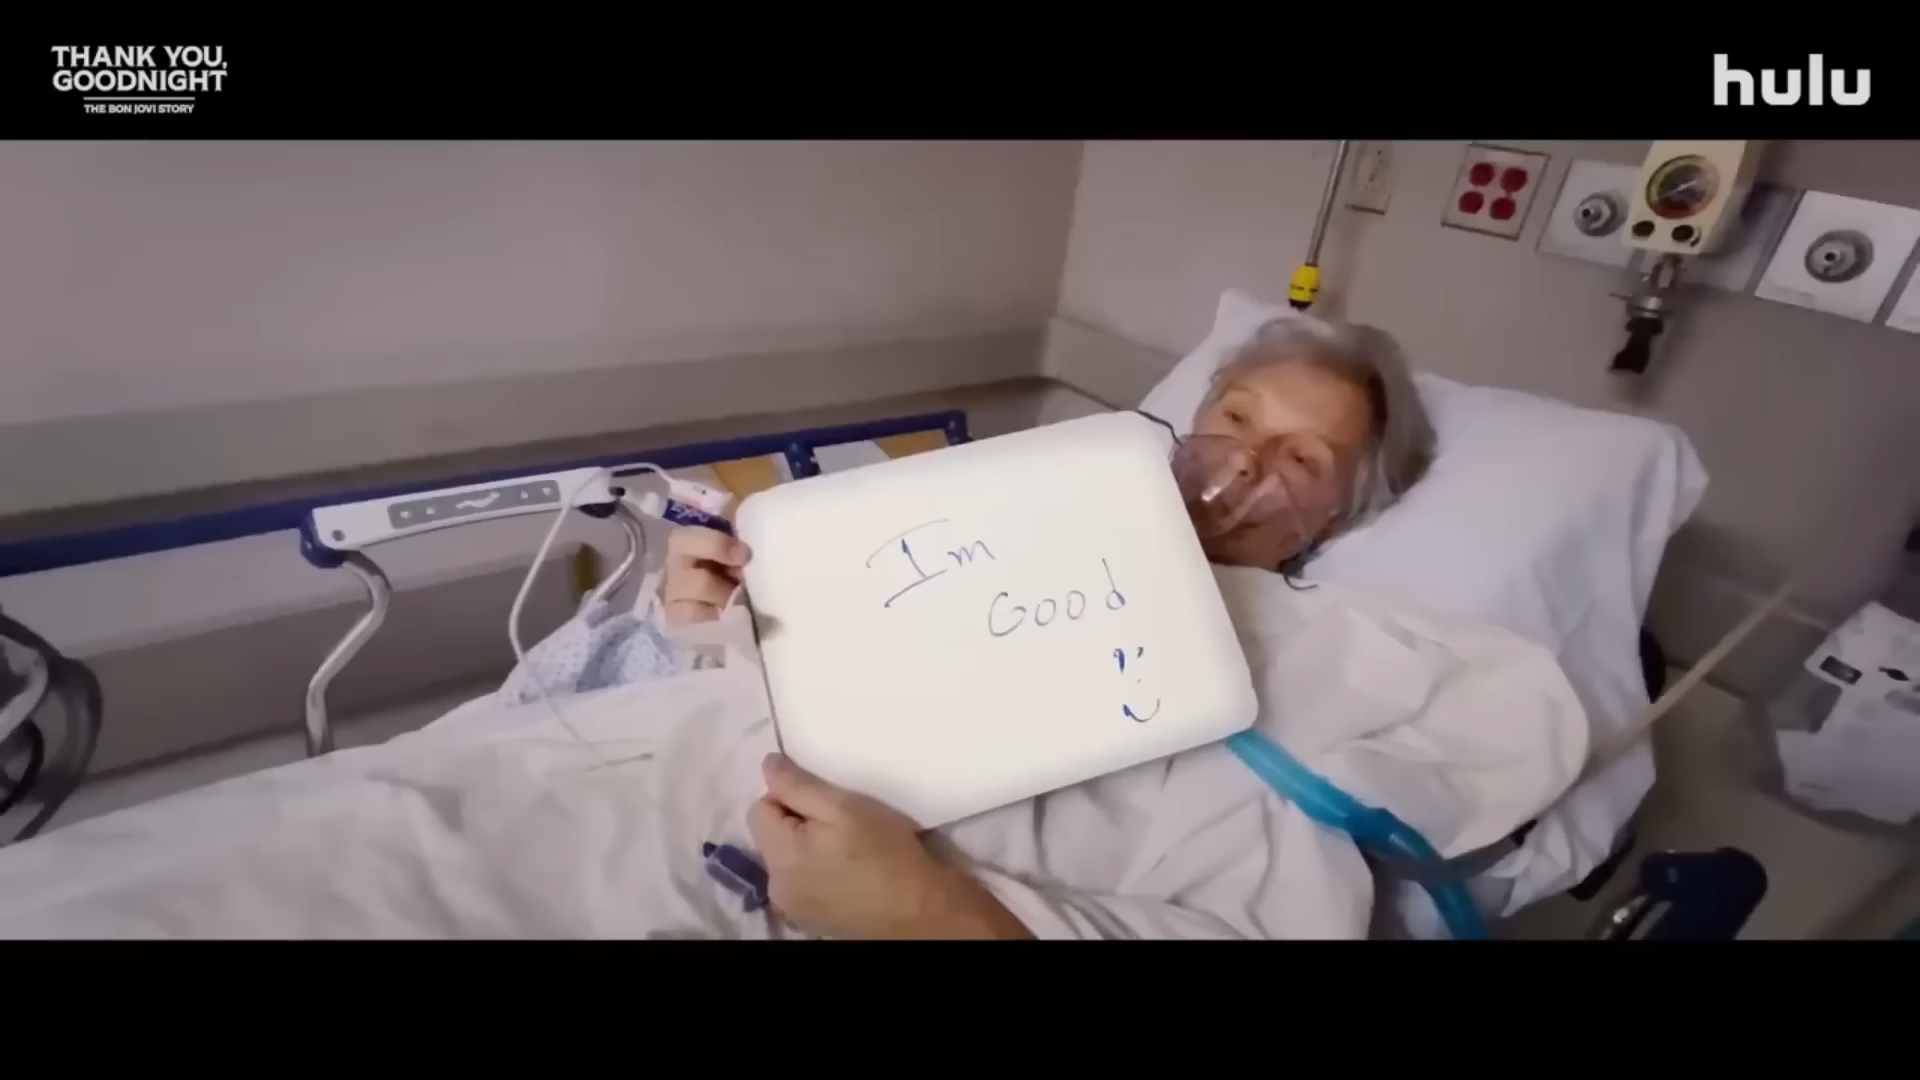 THANK YOU,
GOODNIGHT
THE BON JOVI STORY
hulu
Im
Good